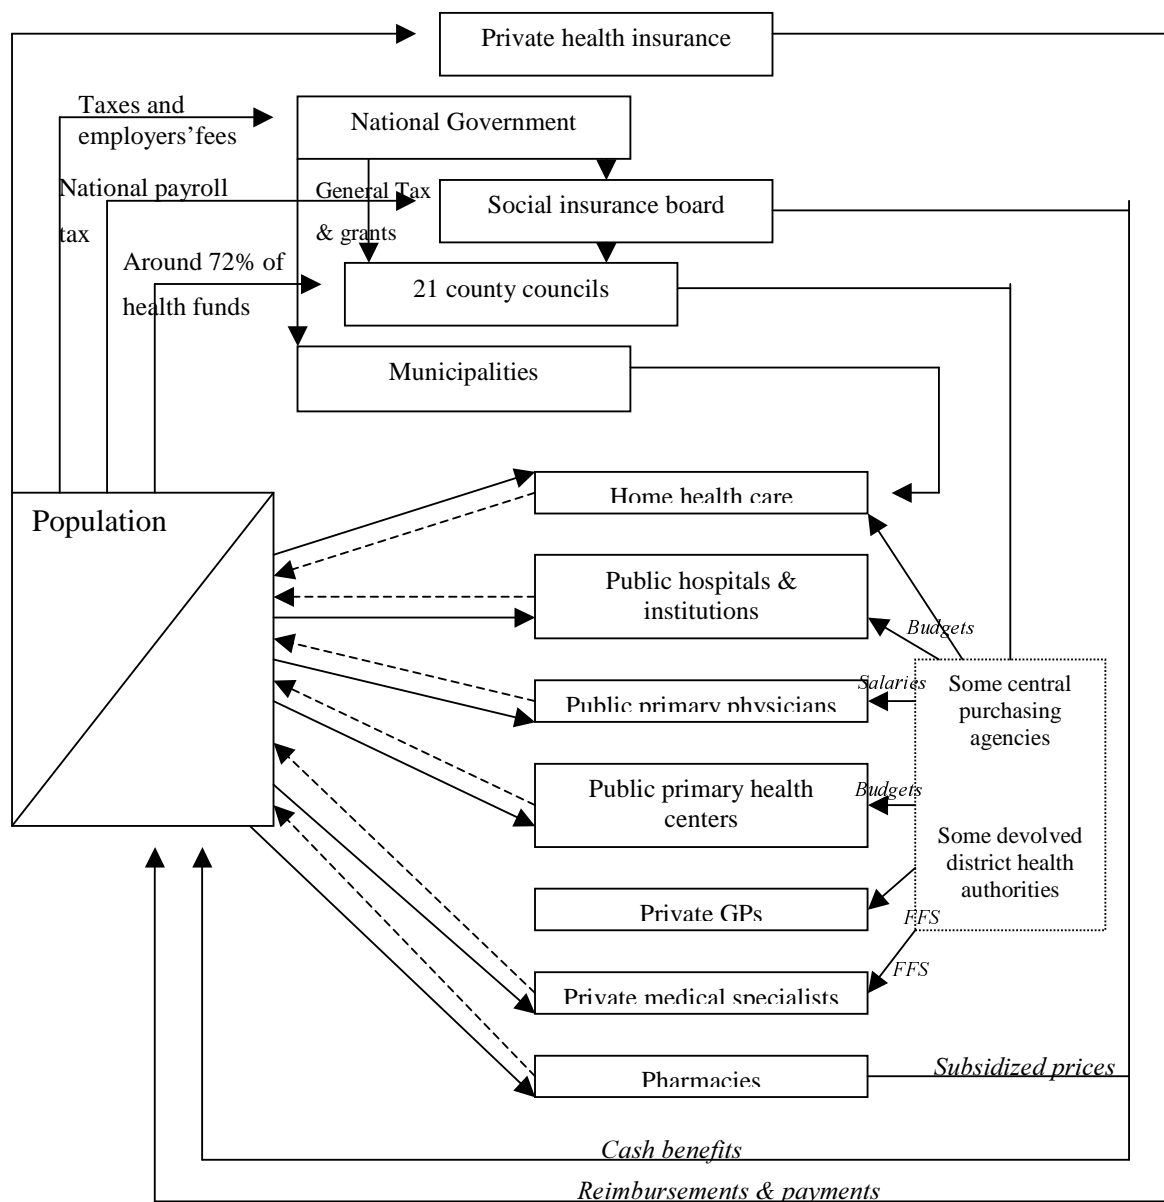 Private health insurance
Taxes and
employers’fees
National Government
National payroll
tax
General Tax
& grants
Social insurance board
Around 72% of
health funds
21 county councils
Municipalities
Population
Home health care
Public hospitals &
institutions
Budgets
Public primary physicians
Salaries
Some central
purchasing
agencies
Public primary health
centers
Budgets
Some devolved
district health
authorities
Private GPs
FFS
Private medical specialists
FFS
Pharmacies
Subsidized prices
Cash benefits
Reimbursements & payments